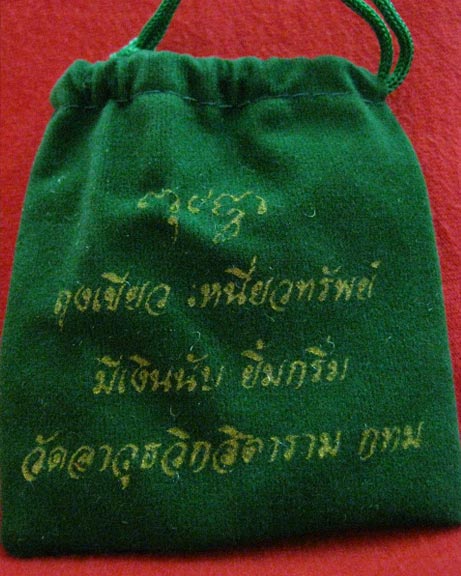 ถุงเขียว เหนี่ยวทรัพย์
มีเงินนับ ยิ้มกริ่ม
วัดอาวุธวิกสิตาราม กทม